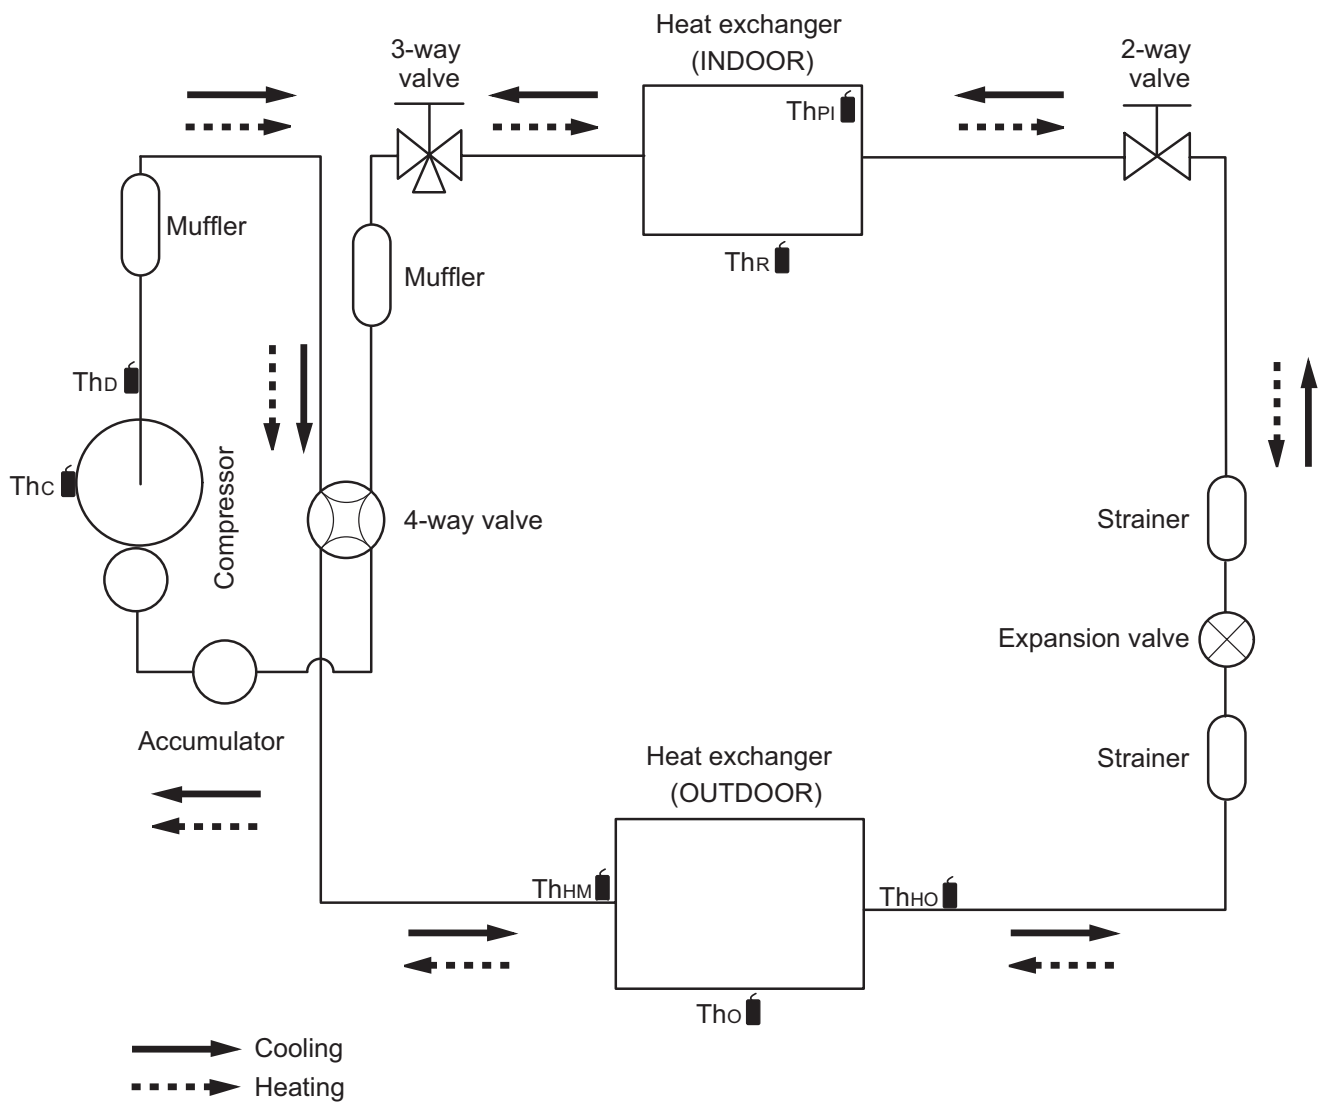 Heat exchanger
(INDOOR)
3-way
valve
2-way
valve
ThPI
Muffler
ThR
Muffler
ThD
ThC
Compressor
4-way valve
Strainer
Expansion valve
Accumulator
Strainer
Heat exchanger
(OUTDOOR)
ThHM
ThHO
ThO
Cooling
Heating